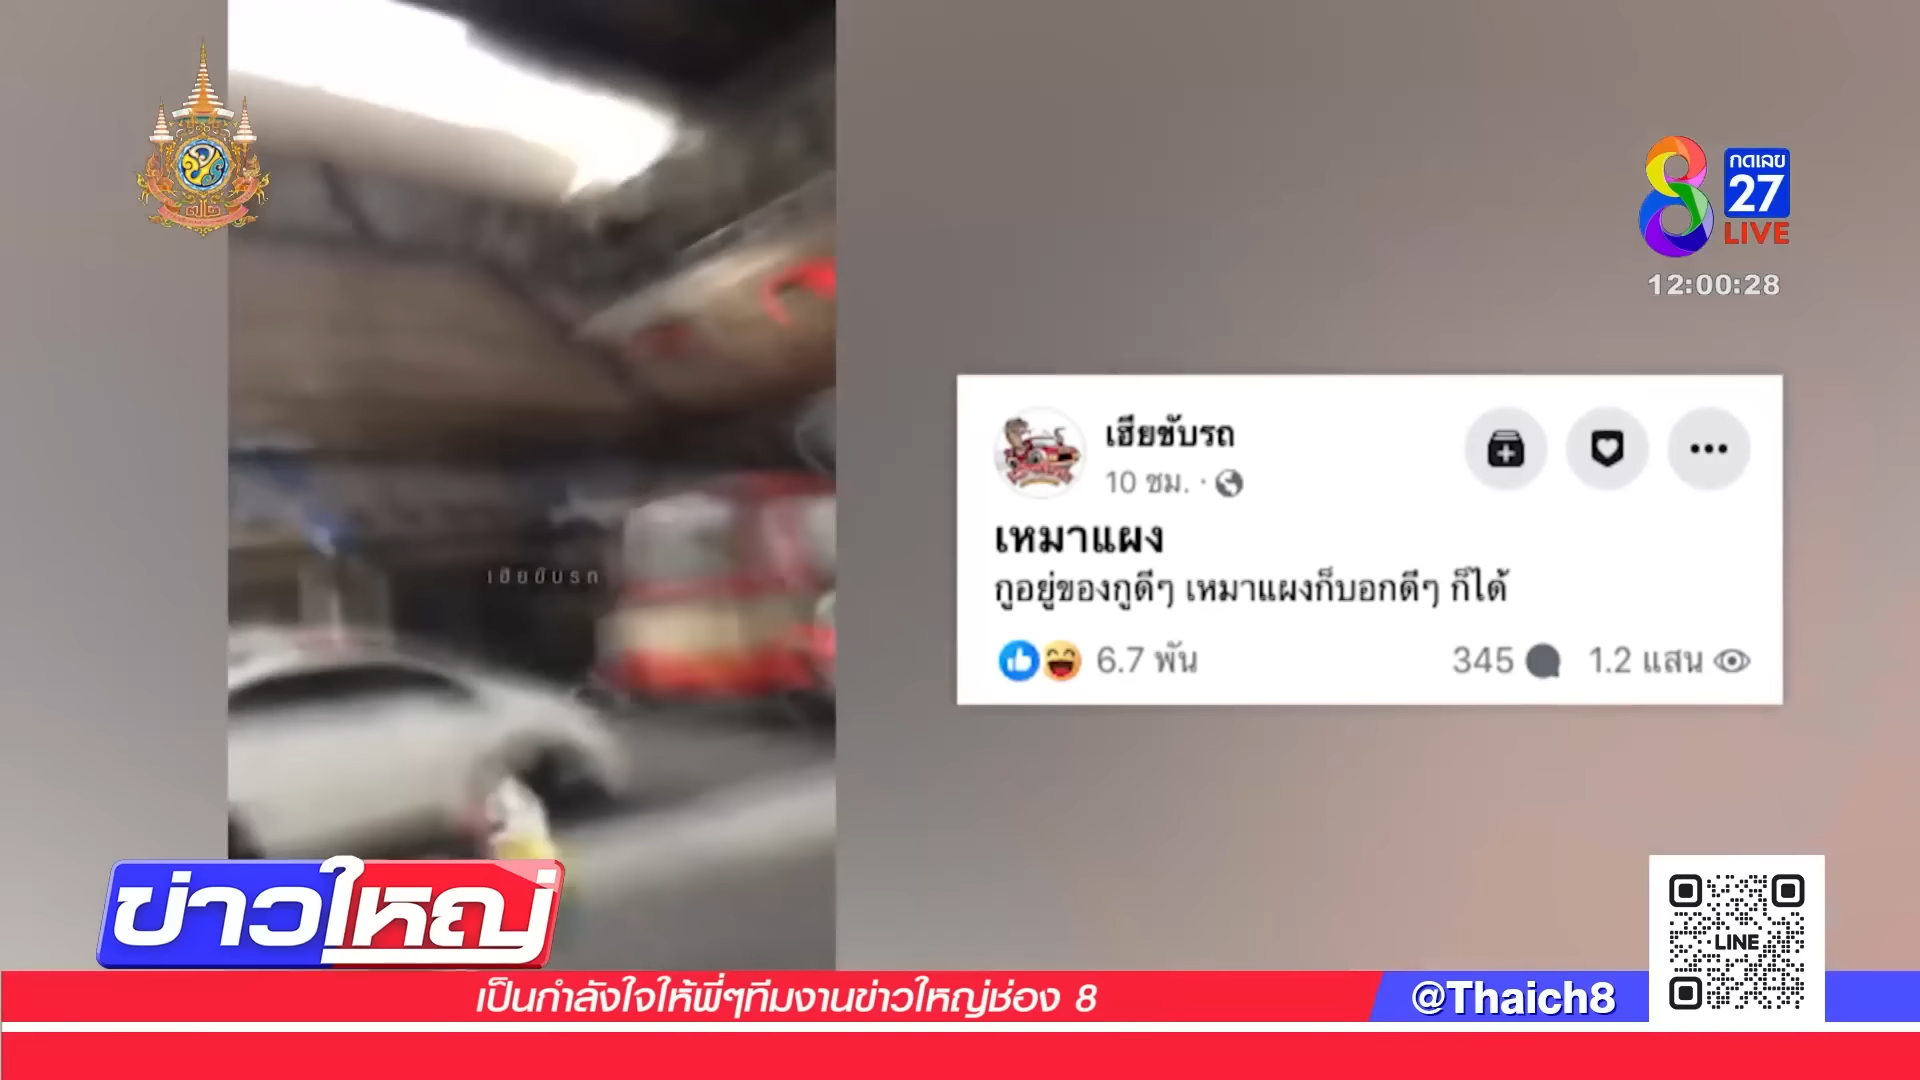 กดเลข
27
LIVE
12:00:28
เฮียขับรถ
10 ชม. ·
เหมาแผง
กูอยู่ของกูดีๆ เหมาแผงก็บอกดีๆ ก็ได้
6.7 พัน
345
1.2 แสน
เฮียขับรถ
ข่าวใหญ่
เป็นกำลังใจให้พี่ๆทีมงานข่าวใหญ่ช่อง 8
@Thaich8
LINE